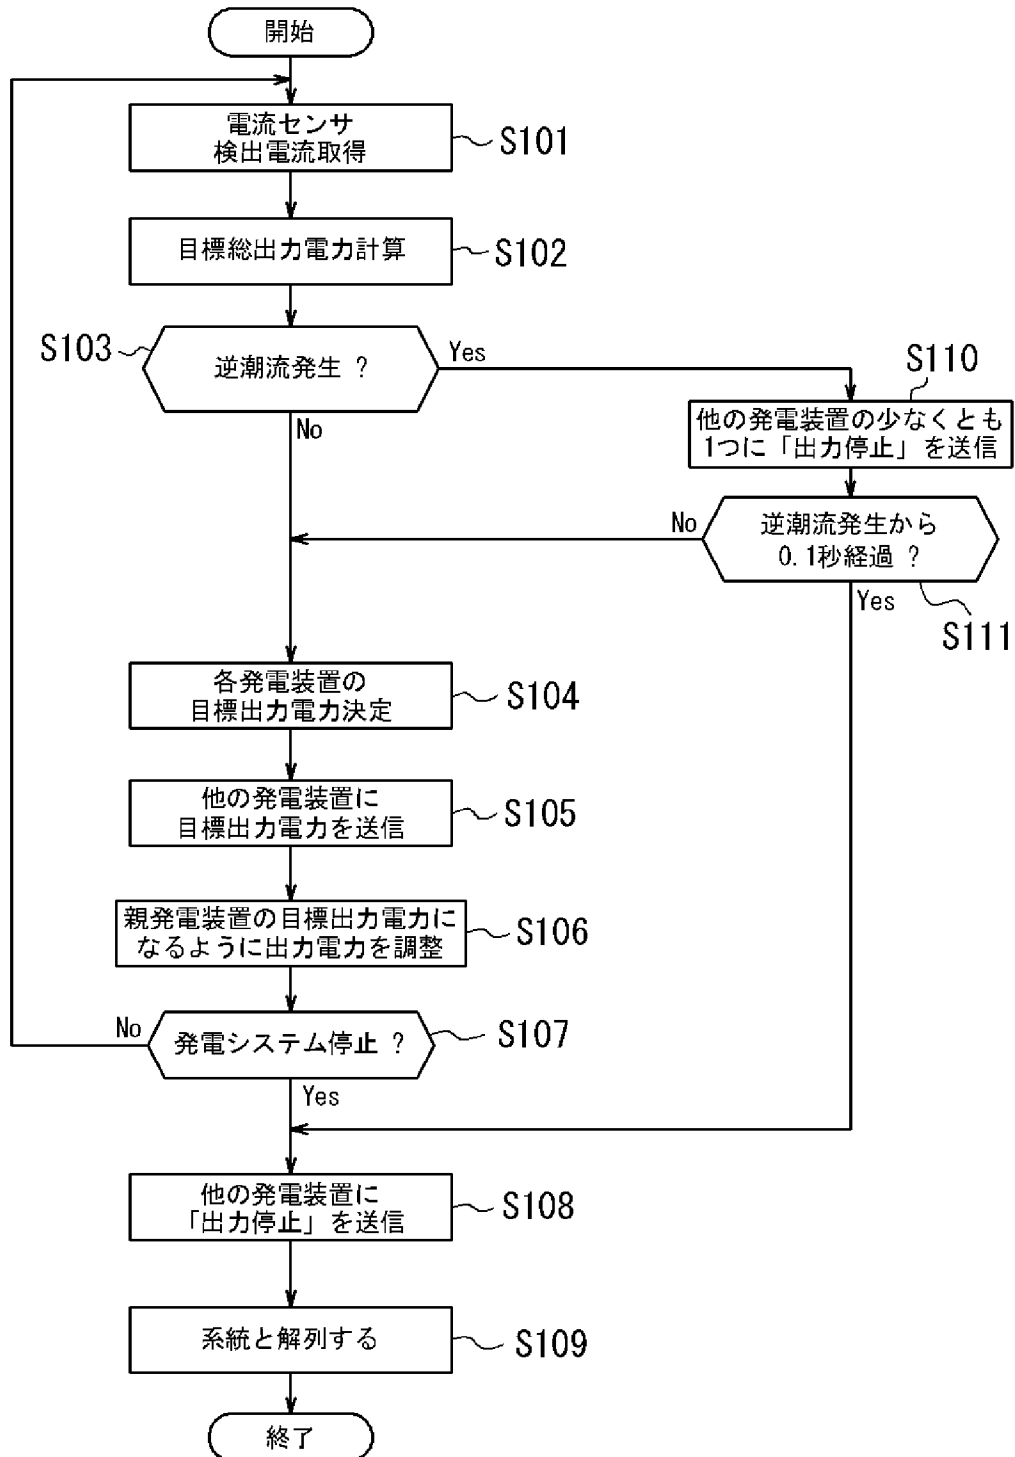 開始
電流センサ
検出電流取得
S101
目標総出力電力計算
S102
S103
逆潮流発生 ?
Yes
No
S110
他の発電装置の少なくとも
1つに「出力停止」を送信
逆潮流発生から
0.1秒経過 ?
No
Yes
S111
各発電装置の
目標出力電力決定
S104
他の発電装置に
目標出力電力を送信
S105
親発電装置の目標出力電力に
なるように出力電力を調整
S106
No
発電システム停止 ?
S107
Yes
他の発電装置に
「出力停止」を送信
S108
系統と解列する
S109
終了